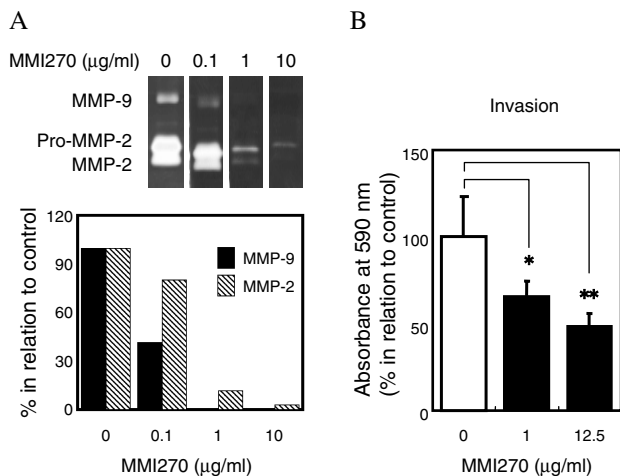 A
MMI270 (μg/ml) 0 0.1 1 10
MMP-9
Pro-MMP-2
MMP-2
120
90
60
30
0
% in relation to control
MMP-9
MMP-2
0 0.1 1 10
MMI270 (μg/ml)
B
Invasion
150
100
50
0
Absorbance at 590 nm
(% in relation to control)
*
**
0 1 12.5
MMI270 (μg/ml)